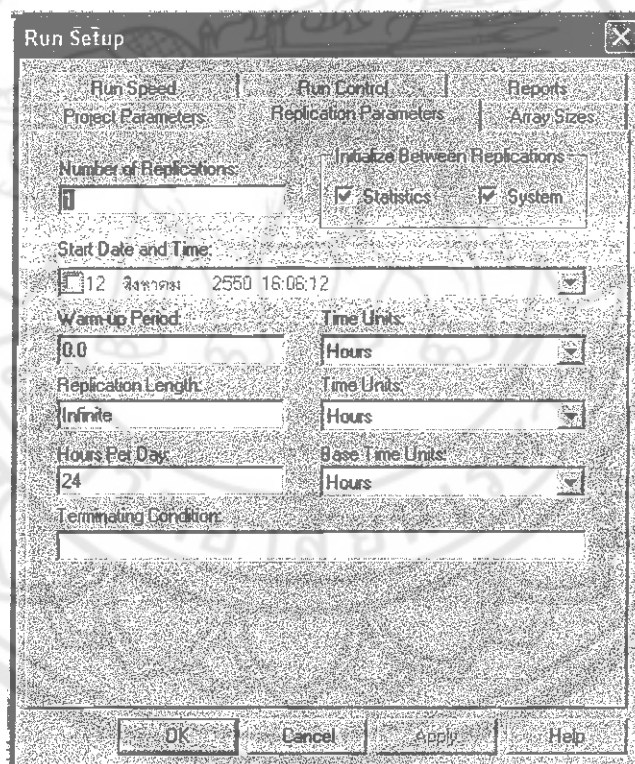 Run Setup
Run Speed Run Control Reports
Project Parameters Replication Parameters Array Sizes
Number of Replications: Initialize Between Replications
1 Statistics System
Start Date and Time:
12 สิงหาคม 2550 16:06:12
Warm-up Period: Time Units:
0.0 Hours
Replication Length: Time Units:
Infinite Hours
Hours Per Day: Base Time Units:
24 Hours
Terminating Condition:
OK Cancel Apply Help